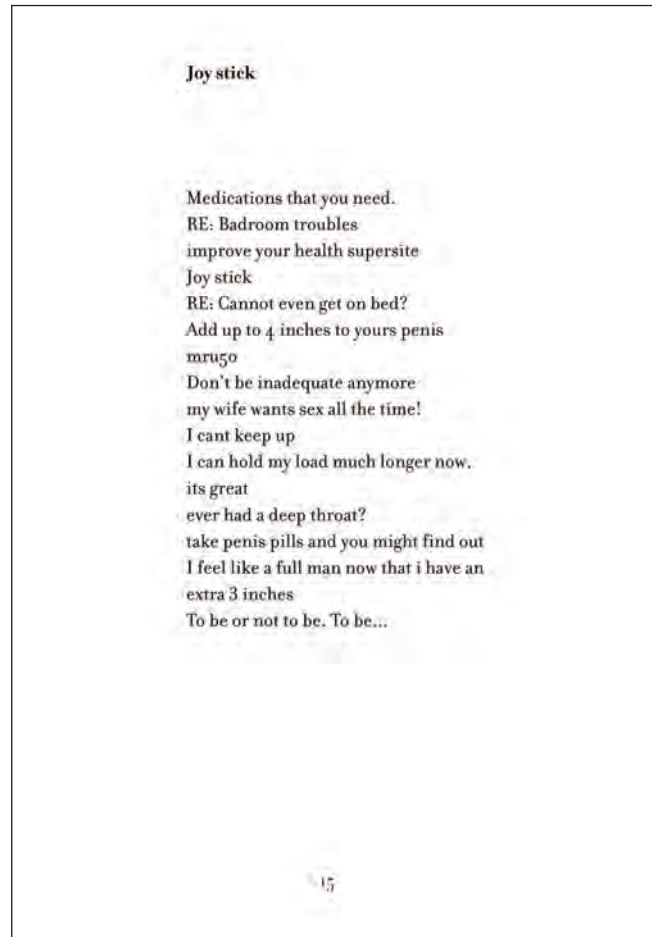 Joy stick
Medications that you need.
RE: Badroom troubles
improve your health supersite
Joy stick
RE: Cannot even get on bed?
Add up to 4 inches to yours penis
mru50
Don't be inadequate anymore
my wife wants sex all the time!
I cant keep up
I can hold my load much longer now.
its great
ever had a deep throat?
take penis pills and you might find out
I feel like a full man now that i have an
extra 3 inches
To be or not to be. To be...
15